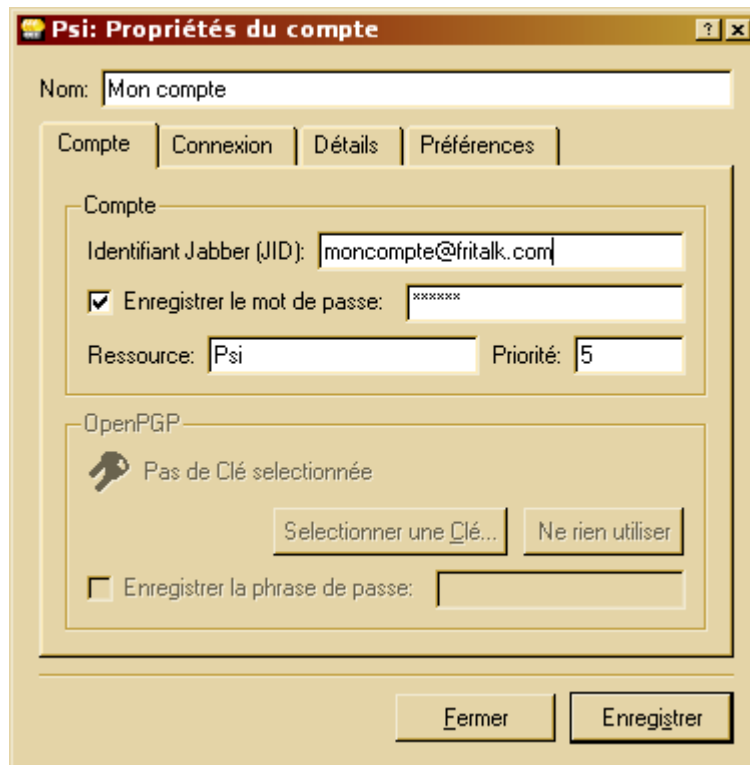 Psi: Propriétés du compte
Nom: Mon compte
Compte Connexion Détails Préférences
Compte
Identifiant Jabber (JID): moncompte@fritalk.com
Enregistrer le mot de passe: ******
Ressource: Psi Priorité: 5
OpenPGP
Pas de Clé selectionnée
Selectionner une Clé... Ne rien utiliser
Enregistrer la phrase de passe:
Fermer Enregistrer